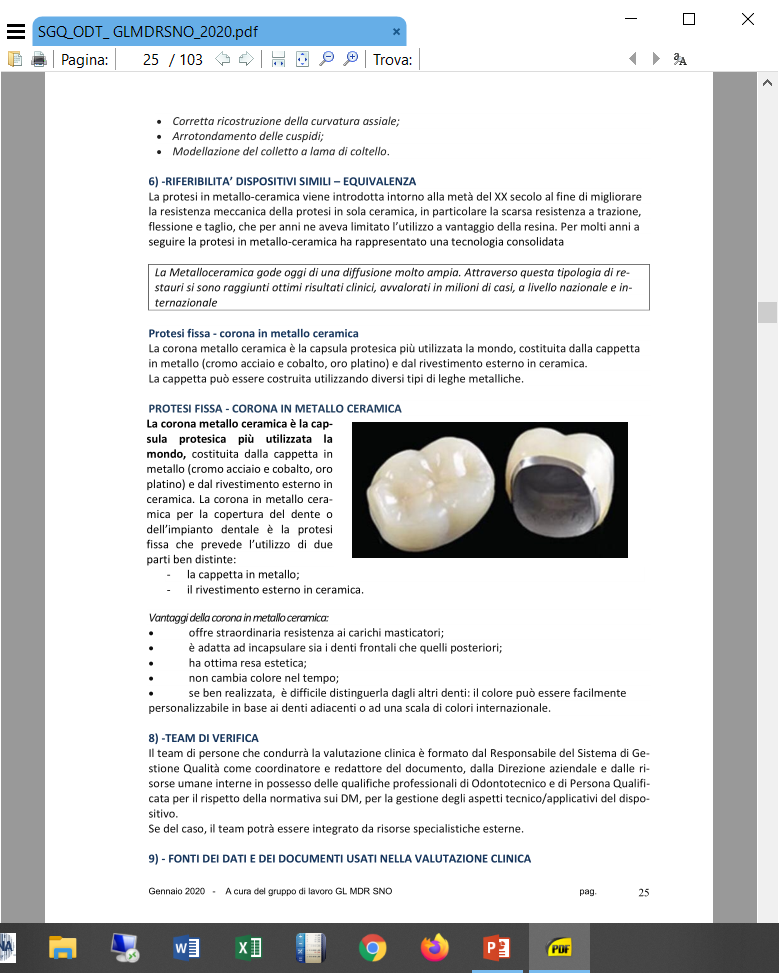 SGQ_ODT_ GLMDRSNO_2020.pdf
Pagina: 25 / 103 Trova:
• Corretta ricostruzione della curvatura assiale;
• Arrotondamento delle cuspidi;
• Modellazione del colletto a lama di coltello.
6) -RIFERIBILITA' DISPOSITIVI SIMILI – EQUIVALENZA
La protesi in metallo-ceramica viene introdotta intorno alla metà del XX secolo al fine di migliorare
la resistenza meccanica della protesi in sola ceramica, in particolare la scarsa resistenza a trazione,
flessione e taglio, che per anni ne aveva limitato l'utilizzo a vantaggio della resina. Per molti anni a
seguire la protesi in metallo-ceramica ha rappresentato una tecnologia consolidata
La Metalloceramica gode oggi di una diffusione molto ampia. Attraverso questa tipologia di re-
stauri si sono raggiunti ottimi risultati clinici, avvalorati in milioni di casi, a livello nazionale e in-
ternazionale
Protesi fissa - corona in metallo ceramica
La corona metallo ceramica è la capsula protesica più utilizzata la mondo, costituita dalla cappetta
in metallo (cromo acciaio e cobalto, oro platino) e dal rivestimento esterno in ceramica.
La cappetta può essere costruita utilizzando diversi tipi di leghe metalliche.
PROTESI FISSA - CORONA IN METALLO CERAMICA
La corona metallo ceramica è la cap-
sula protesica più utilizzata la
mondo, costituita dalla cappetta in
metallo (cromo acciaio e cobalto, oro
platino) e dal rivestimento esterno in
ceramica. La corona in metallo cera-
mica per la copertura del dente o
dell'impianto dentale è la protesi
fissa che prevede l'utilizzo di due
parti ben distinte:
- la cappetta in metallo;
- il rivestimento esterno in ceramica.
Vantaggi della corona in metallo ceramica:
• offre straordinaria resistenza ai carichi masticatori;
• è adatta ad incapsulare sia i denti frontali che quelli posteriori;
• ha ottima resa estetica;
• non cambia colore nel tempo;
• se ben realizzata, è difficile distinguerla dagli altri denti: il colore può essere facilmente
personalizzabile in base ai denti adiacenti o ad una scala di colori internazionale.
8) -TEAM DI VERIFICA
Il team di persone che condurrà la valutazione clinica è formato dal Responsabile del Sistema di Ge-
stione Qualità come coordinatore e redattore del documento, dalla Direzione aziendale e dalle ri-
sorse umane interne in possesso delle qualifiche professionali di Odontotecnico e di Persona Qualifi-
cata per il rispetto della normativa sui DM, per la gestione degli aspetti tecnico/applicativi del dispo-
sitivo.
Se del caso, il team potrà essere integrato da risorse specialistiche esterne.
9) - FONTI DEI DATI E DEI DOCUMENTI USATI NELLA VALUTAZIONE CLINICA
Gennaio 2020 - A cura del gruppo di lavoro GL MDR SNO pag. 25
PDF